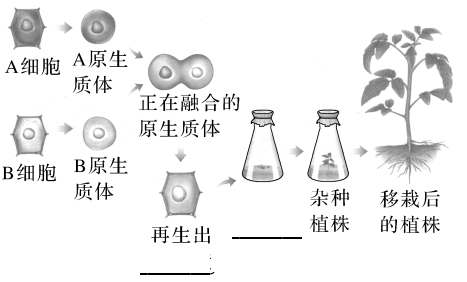 A细胞
A原生
质体
B细胞
B原生
质体
正在融合的
原生质体
再生出
杂种
植株
移栽后
的植株